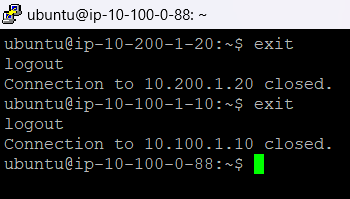 ubuntu@ip-10-100-0-88: ~
ubuntu@ip-10-200-1-20:~$ exit
logout
Connection to 10.200.1.20 closed.
ubuntu@ip-10-100-1-10:~$ exit
logout
Connection to 10.100.1.10 closed.
ubuntu@ip-10-100-0-88:~$